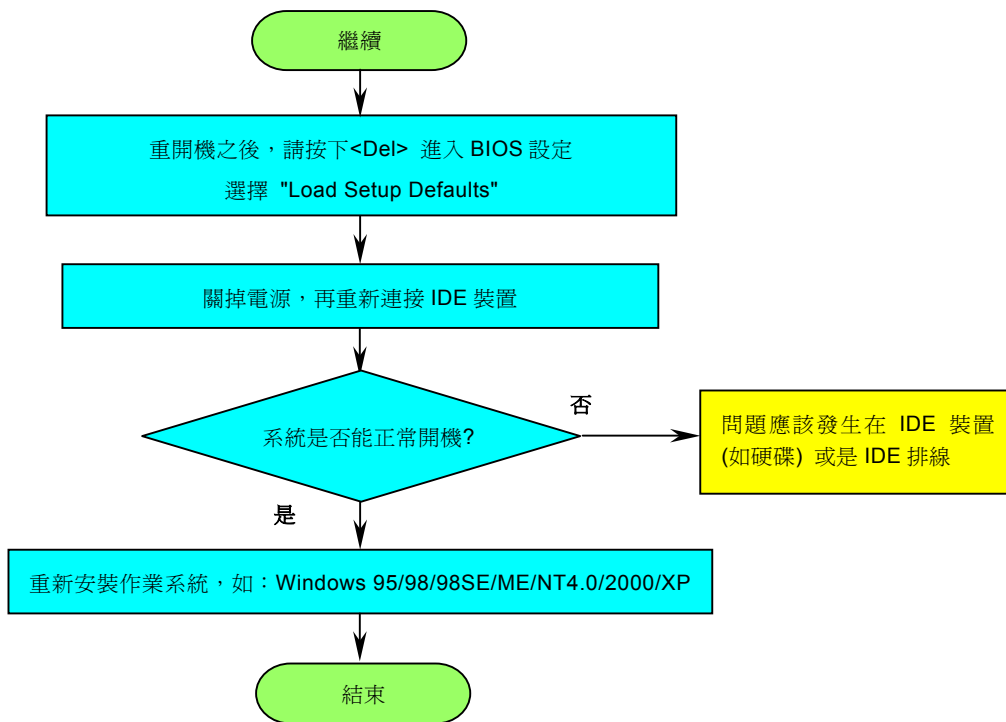 繼續
重開機之後，請按下<Del> 進入 BIOS 設定
選擇 "Load Setup Defaults"
關掉電源，再重新連接 IDE 裝置
系統是否能正常開機?
否
問題應該發生在 IDE 裝置
(如硬碟) 或是 IDE 排線
是
重新安裝作業系統，如：Windows 95/98/98SE/ME/NT4.0/2000/XP
結束